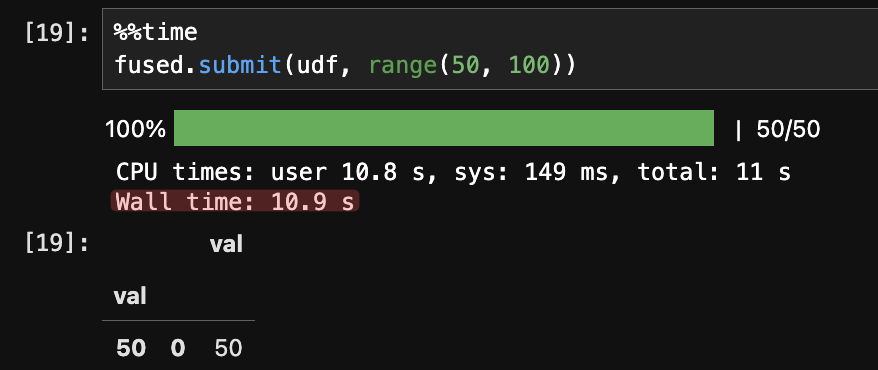 [19]: %%time
fused.submit(udf, range(50, 100))
100% | 50/50
CPU times: user 10.8 s, sys: 149 ms, total: 11 s
Wall time: 10.9 s
[19]: val
val
50 0 50